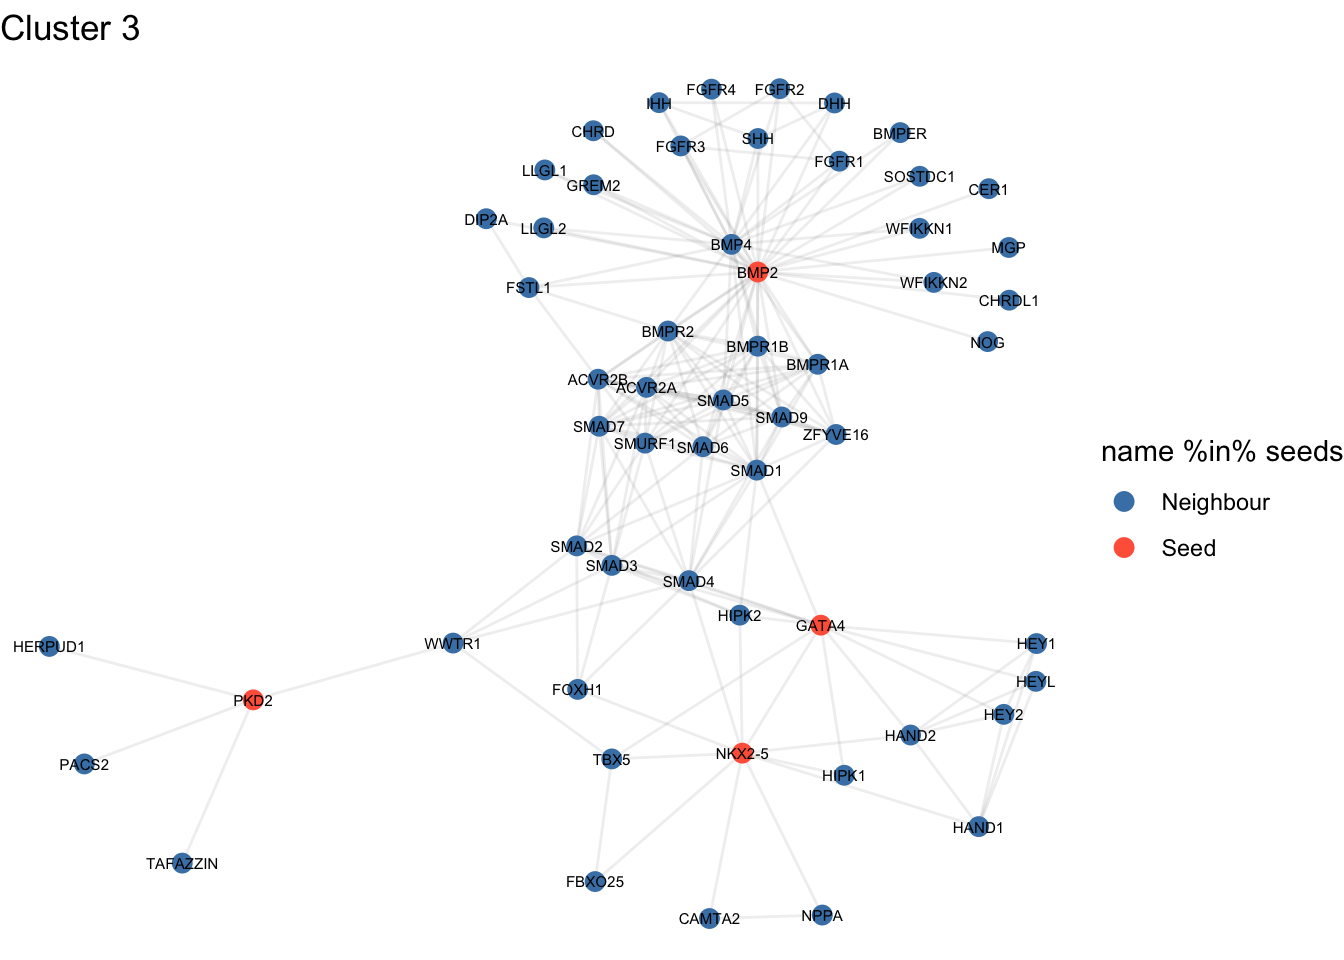 Cluster 3
FGFR4
FGFR2
IHH
DHH
CHRD
SHH
BMPER
FGFR3
FGFR1
LLGL1
SOSTDC1
GREM2
CER1
DIP2A
LLGL2
WFIKKN1
BMP4
MGP
BMP2
WFIKKN2
FSTL1
CHRDL1
BMPR2
NOG
BMPR1B
BMPR1A
ACVR2B
ACVR2A
SMAD5
SMAD9
SMAD7
ZFYVE16
SMURF1
SMAD6
name %in% seeds
SMAD1
Neighbour
Seed
SMAD2
SMAD3
SMAD4
HIPK2
GATA4
HERPUD1
WWTR1
HEY1
HEYL
FOXH1
PKD2
HEY2
HAND2
NKX2-5
TBX5
PACS2
HIPK1
HAND1
TAFAZZIN
FBXO25
CAMTA2
NPPA